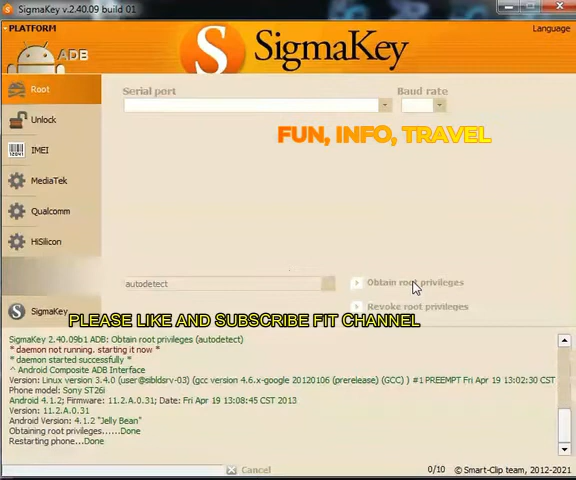 SigmaKey v.2.40.09 build 01
PLATFORM
Language
ADB
SigmaKey
Root
Serial port
Baud rate
Unlock
FUN, INFO, TRAVEL
IMEI
MediaTek
Qualcomm
HiSilicon
autodetect
Obtain root privileges
Revoke root privileges
SigmaKey
PLEASE LIKE AND SUBSCRIBE FIT CHANNEL
SigmaKey 2.40.09b1 ADB: Obtain root privileges (autodetect)
* daemon not running. starting it now *
* daemon started successfully *
^ Android Composite ADB Interface
Version: Linux version 3.4.0 (user@sibldsrv-03) (gcc version 4.6.x-google 20120106 (prerelease) (GCC) ) #1 PREEMPT Fri Apr 19 13:02:30 CST
Phone model: Sony ST26i
Android 4.1.2; Firmware: 11.2.A.0.31; Date: Fri Apr 19 13:08:45 CST 2013
Version: 11.2.A.0.31
Android Version: 4.1.2 "Jelly Bean"
Obtaining root privileges......Done
Restarting phone...Done
Cancel
0/10
© Smart-Clip team, 2012-2021